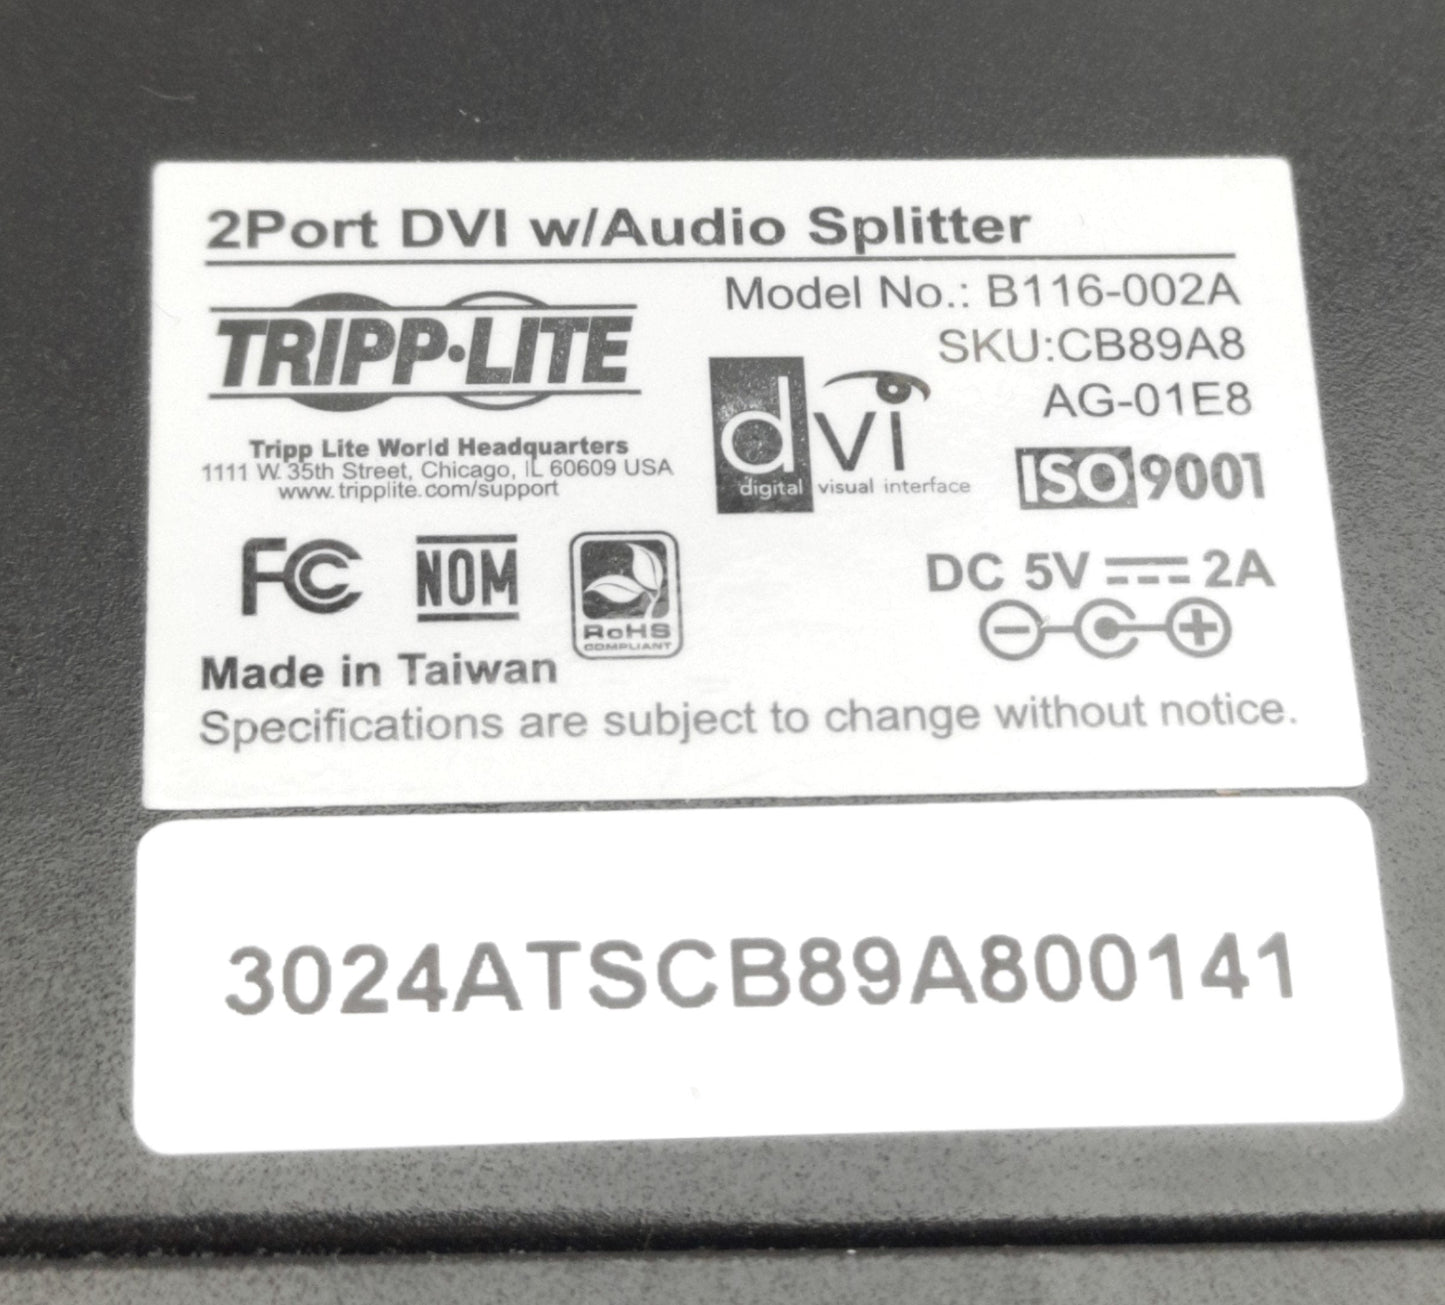 2Port DVI w/Audio Splitter
TRIPP·LITE
Tripp Lite World Headquarters
1111 W. 35th Street, Chicago, IL 60609 USA
www.tripplite.com/support
Model No.: B116-002A
SKU:CB89A8
AG-01E8
dvi
digital visual interface
ISO 9001
FC
NOM
RoHS
COMPLIANT
DC 5V ⎓ 2A
Made in Taiwan
Specifications are subject to change without notice.
3024ATSCB89A800141